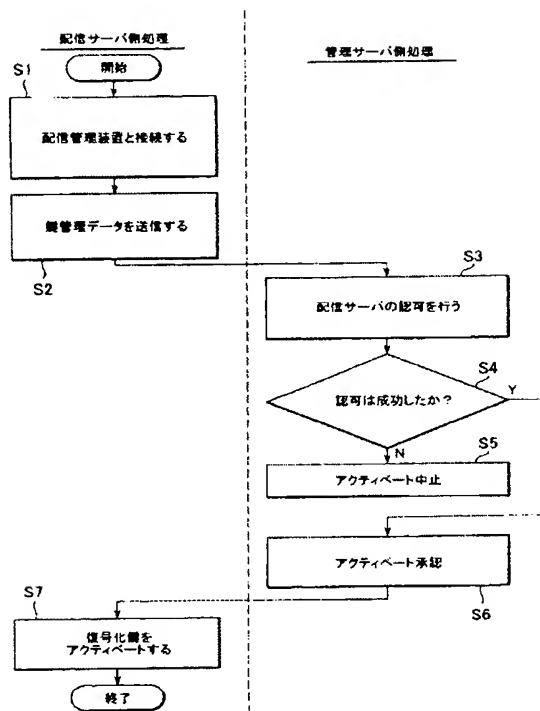 配信サーバ側処理
管理サーバ側処理
S1
開始
配信管理装置と接続する
鍵管理データを送信する
S2
S3
配信サーバの認可を行う
S4
認可は成功したか？
Y
N
S5
アクティベート中止
アクティベート承認
S6
S7
復号化鍵を
アクティベートする
終了